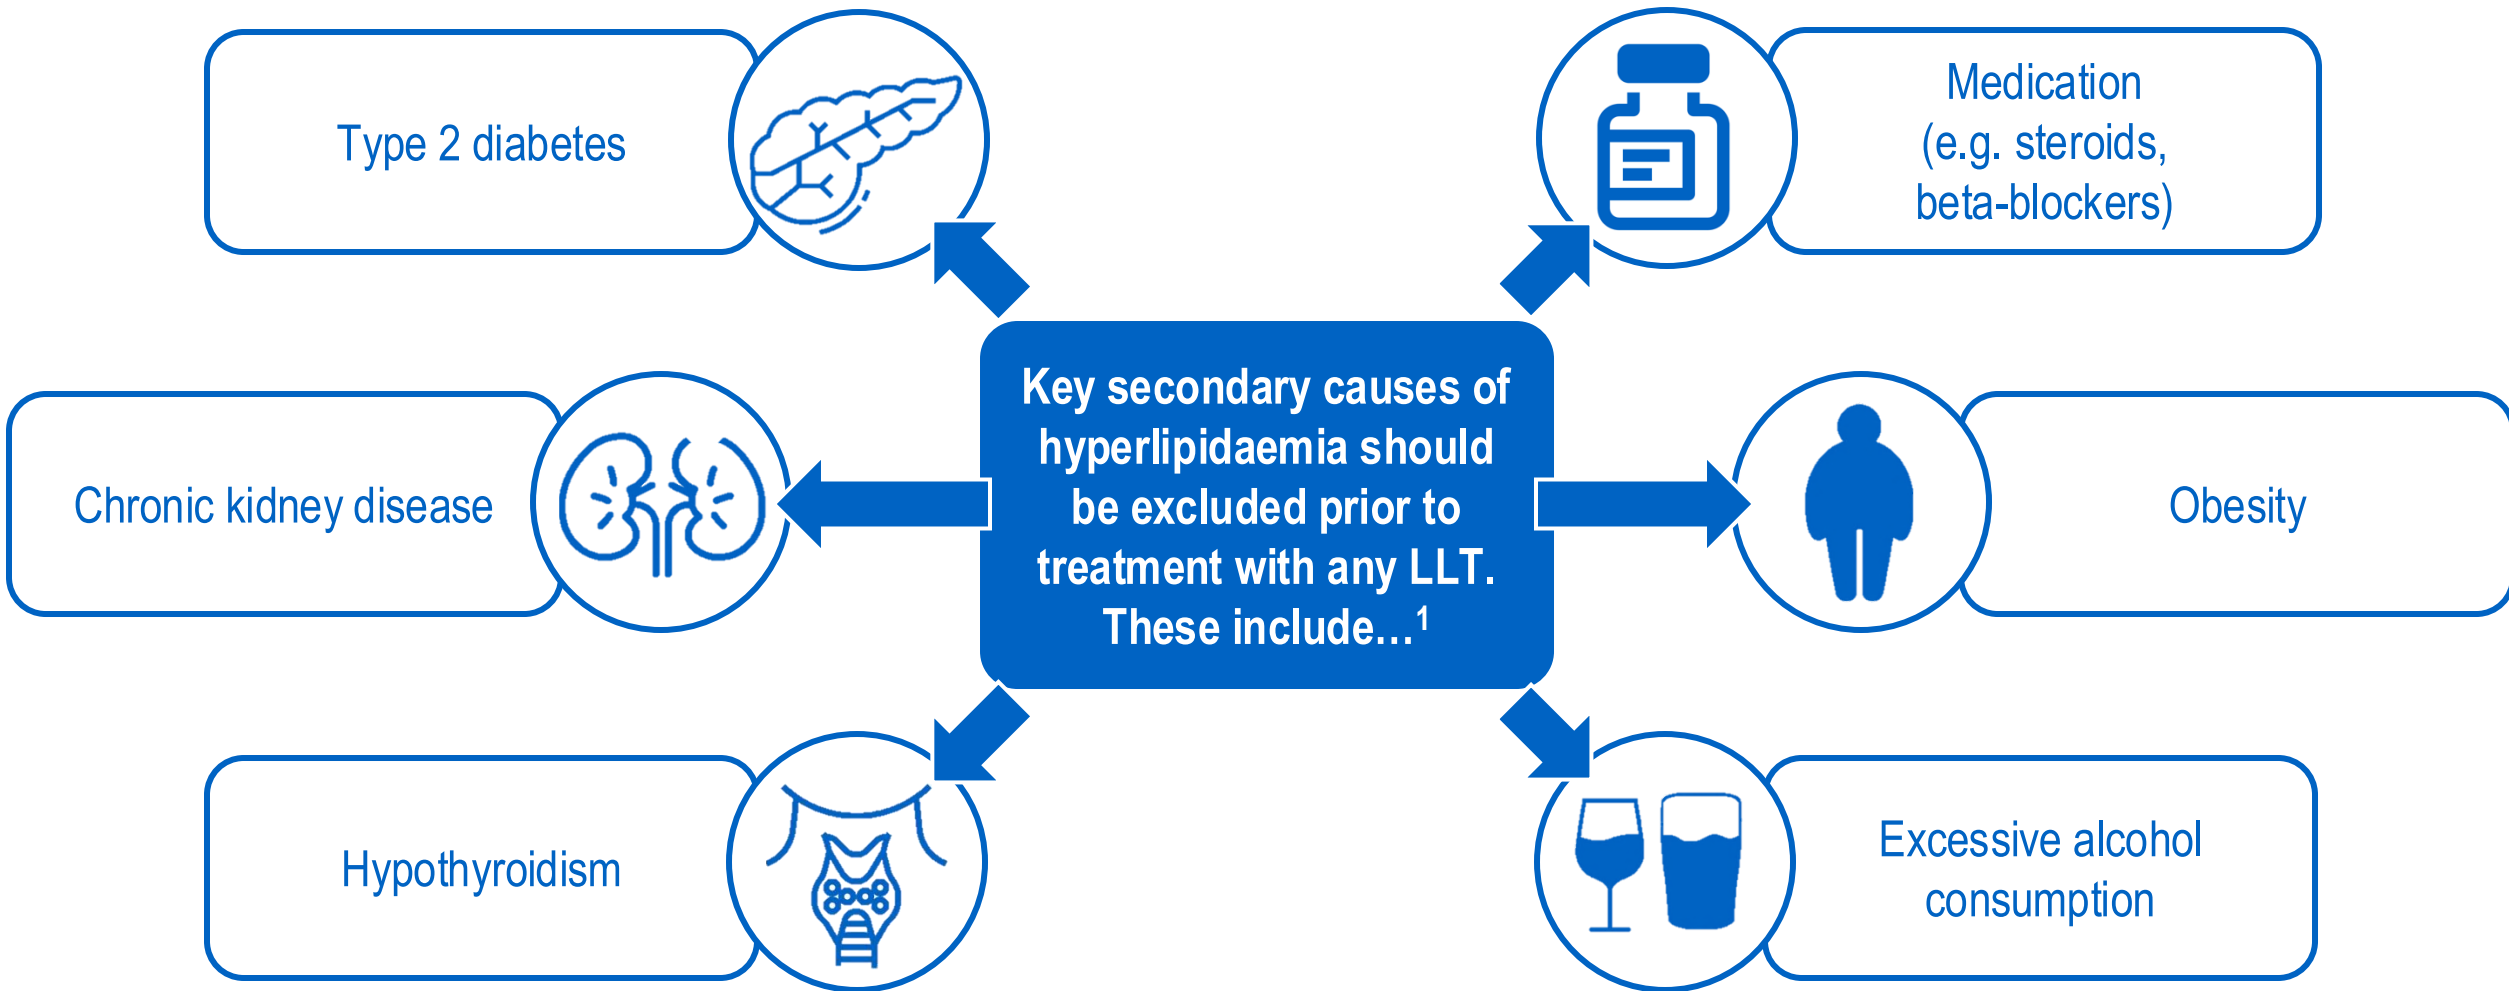 Type 2 diabetes
Medication
(e.g. steroids,
beta-blockers)
Key secondary causes of
hyperlipidaemia should
be excluded prior to
treatment with any LLT.
These include…¹
Chronic kidney disease
Obesity
Hypothyroidism
Excessive alcohol
consumption